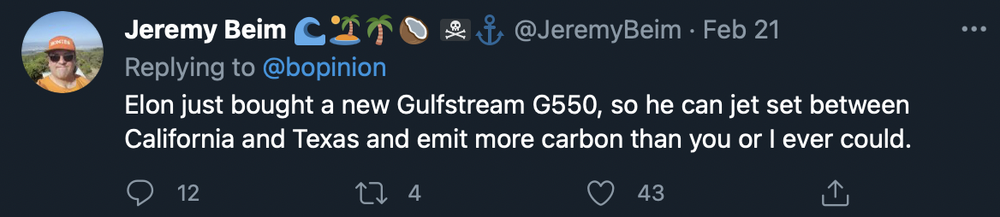 Jeremy Beim 🌊🏝️🌴🥥 🏴‍☠️⚓ @JeremyBeim · Feb 21
Replying to @bopinion
Elon just bought a new Gulfstream G550, so he can jet set between
California and Texas and emit more carbon than you or I ever could.
12 4 43